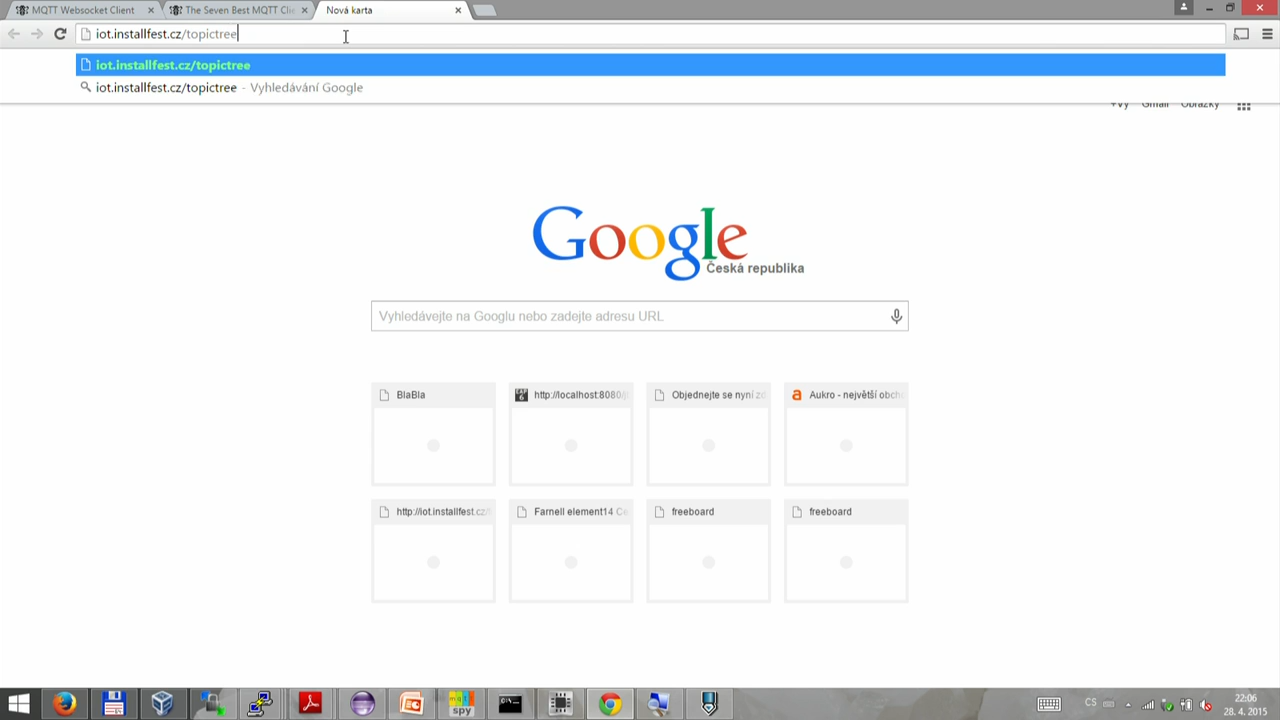 MQTT Websocket Client
The Seven Best MQTT Clie
Nová karta
iot.installfest.cz/topictree
iot.installfest.cz/topictree
iot.installfest.cz/topictree - Vyhledávání Google
+Vy Gmail Obrázky
Google
Česká republika
Vyhledávejte na Googlu nebo zadejte adresu URL
BlaBla
http://localhost:8080/
Objednejte se nyní
Aukro - největší obch
http://iot.installfest.cz/
Farnell element14
freeboard
freeboard
mqtt
spy
CS
22:06
28. 4. 2015